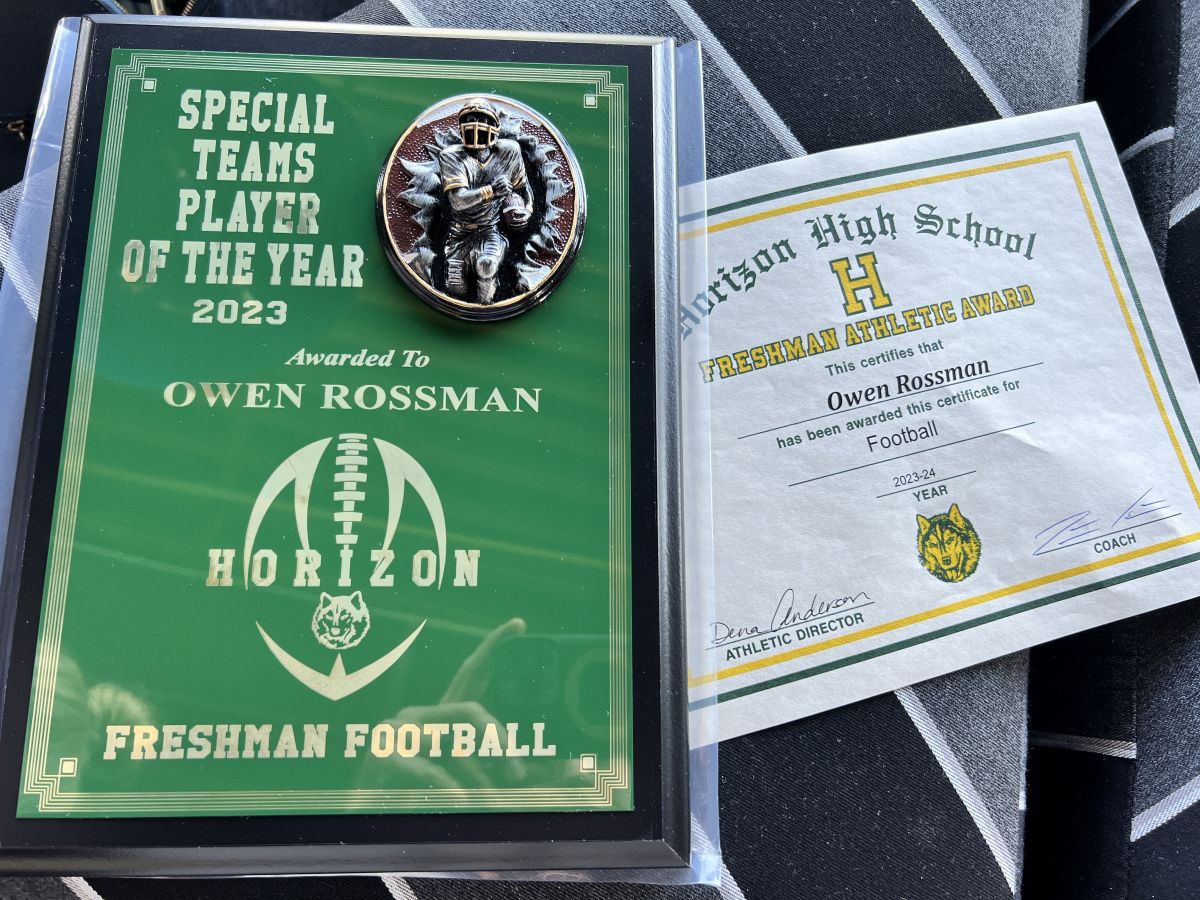 SPECIAL
TEAMS
PLAYER
OF THE YEAR
2023
Awarded To
OWEN ROSSMAN
HORIZON
FRESHMAN FOOTBALL
Horizon High School
H
FRESHMAN ATHLETIC AWARD
This certifies that
Owen Rossman
has been awarded this certificate for
Football
2023-24
YEAR
COACH
Dena Anderson
ATHLETIC DIRECTOR